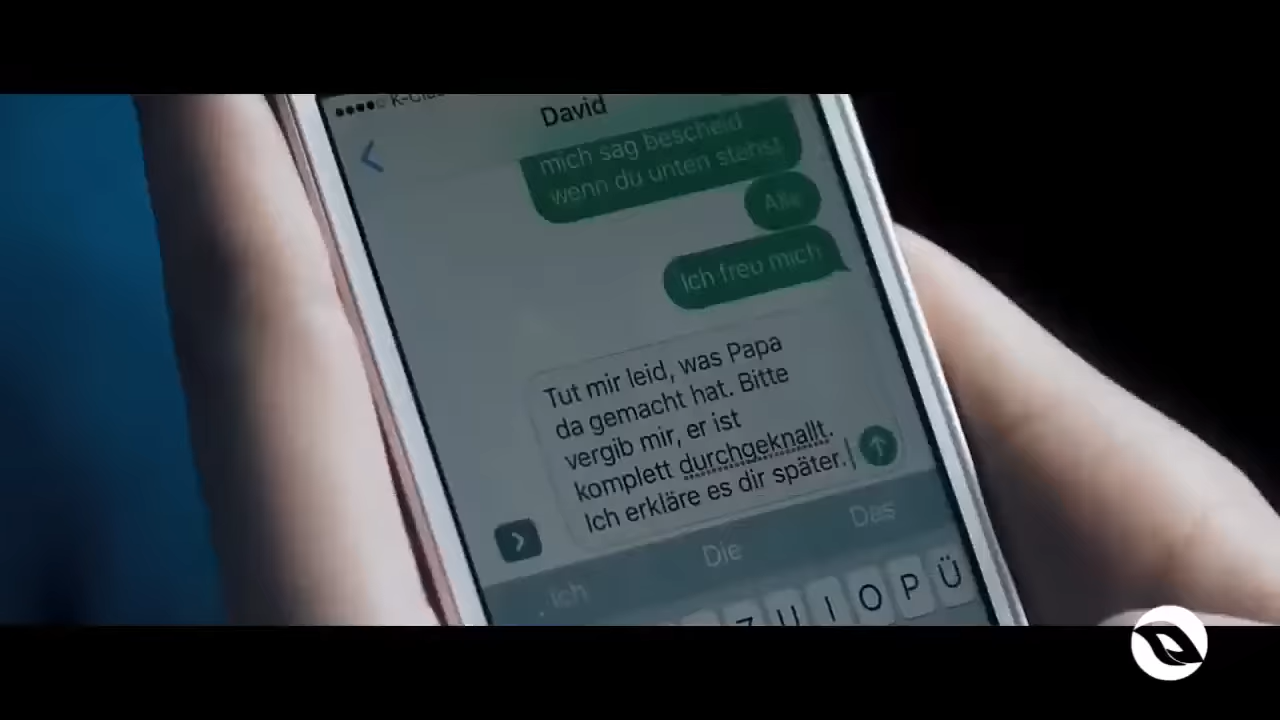 David
mich sag bescheid
wenn du unten stehst
Alle
Ich freu mich
Tut mir leid, was Papa
da gemacht hat. Bitte
vergib mir, er ist
komplett durchgeknallt.
Ich erkläre es dir später.
Ich Die Das
Z U I O P Ü